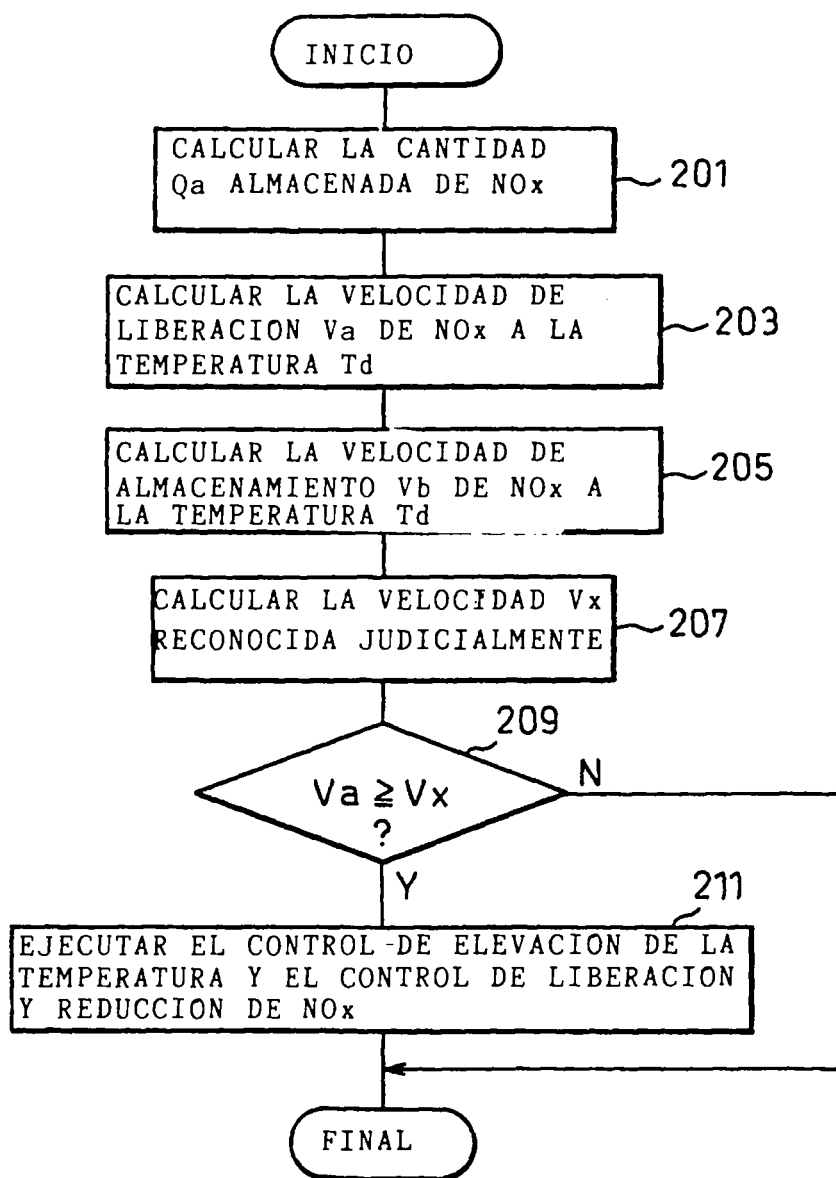 INICIO
CALCULAR LA CANTIDAD
Qa ALMACENADA DE NOx
201
CALCULAR LA VELOCIDAD DE
LIBERACION Va DE NOx A LA
TEMPERATURA Td
203
CALCULAR LA VELOCIDAD DE
ALMACENAMIENTO Vb DE NOx A
LA TEMPERATURA Td
205
CALCULAR LA VELOCIDAD Vx
RECONOCIDA JUDICIALMENTE
207
209
Va ≧ Vx
?
N
Y
211
EJECUTAR EL CONTROL-DE ELEVACION DE LA
TEMPERATURA Y EL CONTROL DE LIBERACION
Y REDUCCION DE NOx
FINAL